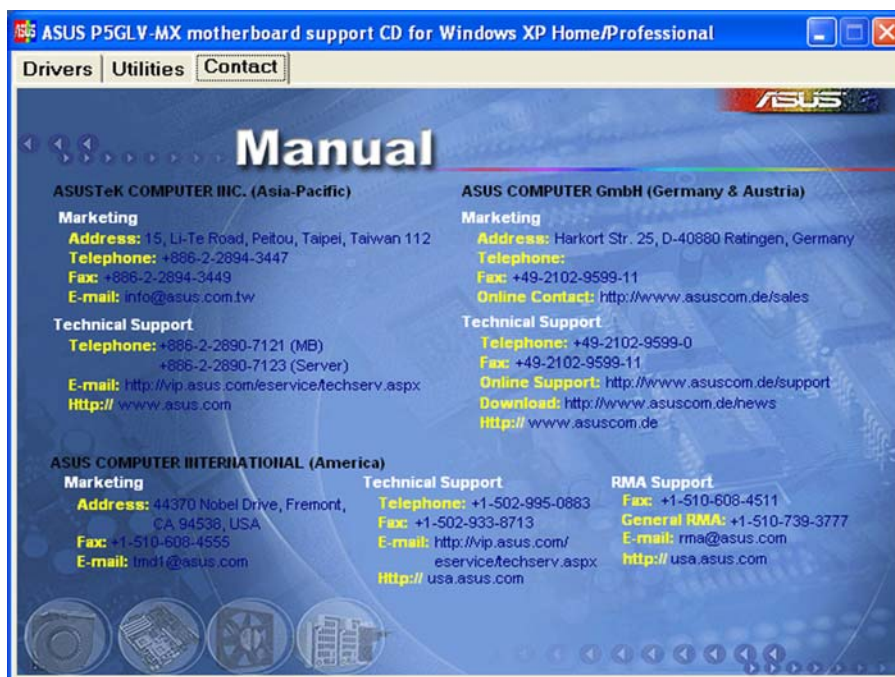 ASUS P5GLV-MX motherboard support CD for Windows XP Home/Professional
Drivers Utilities Contact
ASUS
Manual
ASUSTeK COMPUTER INC. (Asia-Pacific)
Marketing
Address: 15, Li-Te Road, Peitou, Taipei, Taiwan 112
Telephone: +886-2-2894-3447
Fax: +886-2-2894-3449
E-mail: info@asus.com.tw
Technical Support
Telephone: +886-2-2890-7121 (MB)
+886-2-2890-7123 (Server)
E-mail: http://vip.asus.com/eservice/techserv.aspx
Http:// www.asus.com
ASUS COMPUTER GmbH (Germany & Austria)
Marketing
Address: Harkort Str. 25, D-40880 Ratingen, Germany
Telephone:
Fax: +49-2102-9599-11
Online Contact: http://www.asuscom.de/sales
Technical Support
Telephone: +49-2102-9599-0
Fax: +49-2102-9599-11
Online Support: http://www.asuscom.de/support
Download: http://www.asuscom.de/news
Http:// www.asuscom.de
ASUS COMPUTER INTERNATIONAL (America)
Marketing
Address: 44370 Nobel Drive, Fremont,
CA 94538, USA
Fax: +1-510-608-4555
E-mail: tmd1@asus.com
Technical Support
Telephone: +1-502-995-0883
Fax: +1-502-933-8713
E-mail: http://vip.asus.com/
eservice/techserv.aspx
Http:// usa.asus.com
RMA Support
Fax: +1-510-608-4511
General RMA: +1-510-739-3777
E-mail: rma@asus.com
http:// usa.asus.com